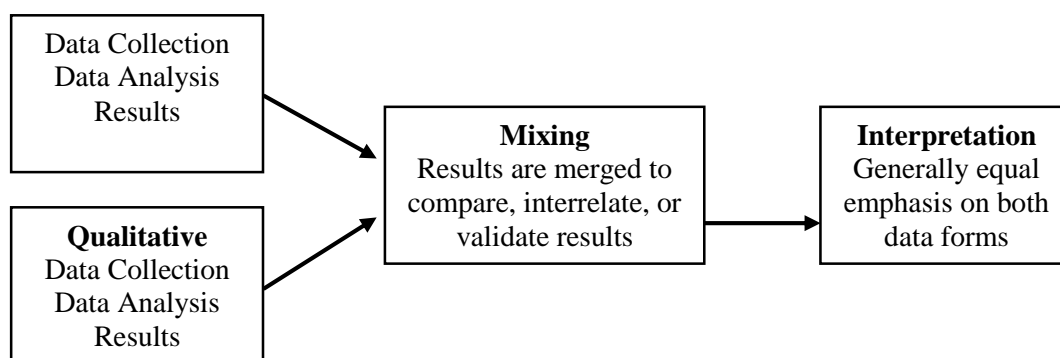 Data Collection
Data Analysis
Results
Qualitative
Data Collection
Data Analysis
Results
Mixing
Results are merged to
compare, interrelate, or
validate results
Interpretation
Generally equal
emphasis on both
data forms